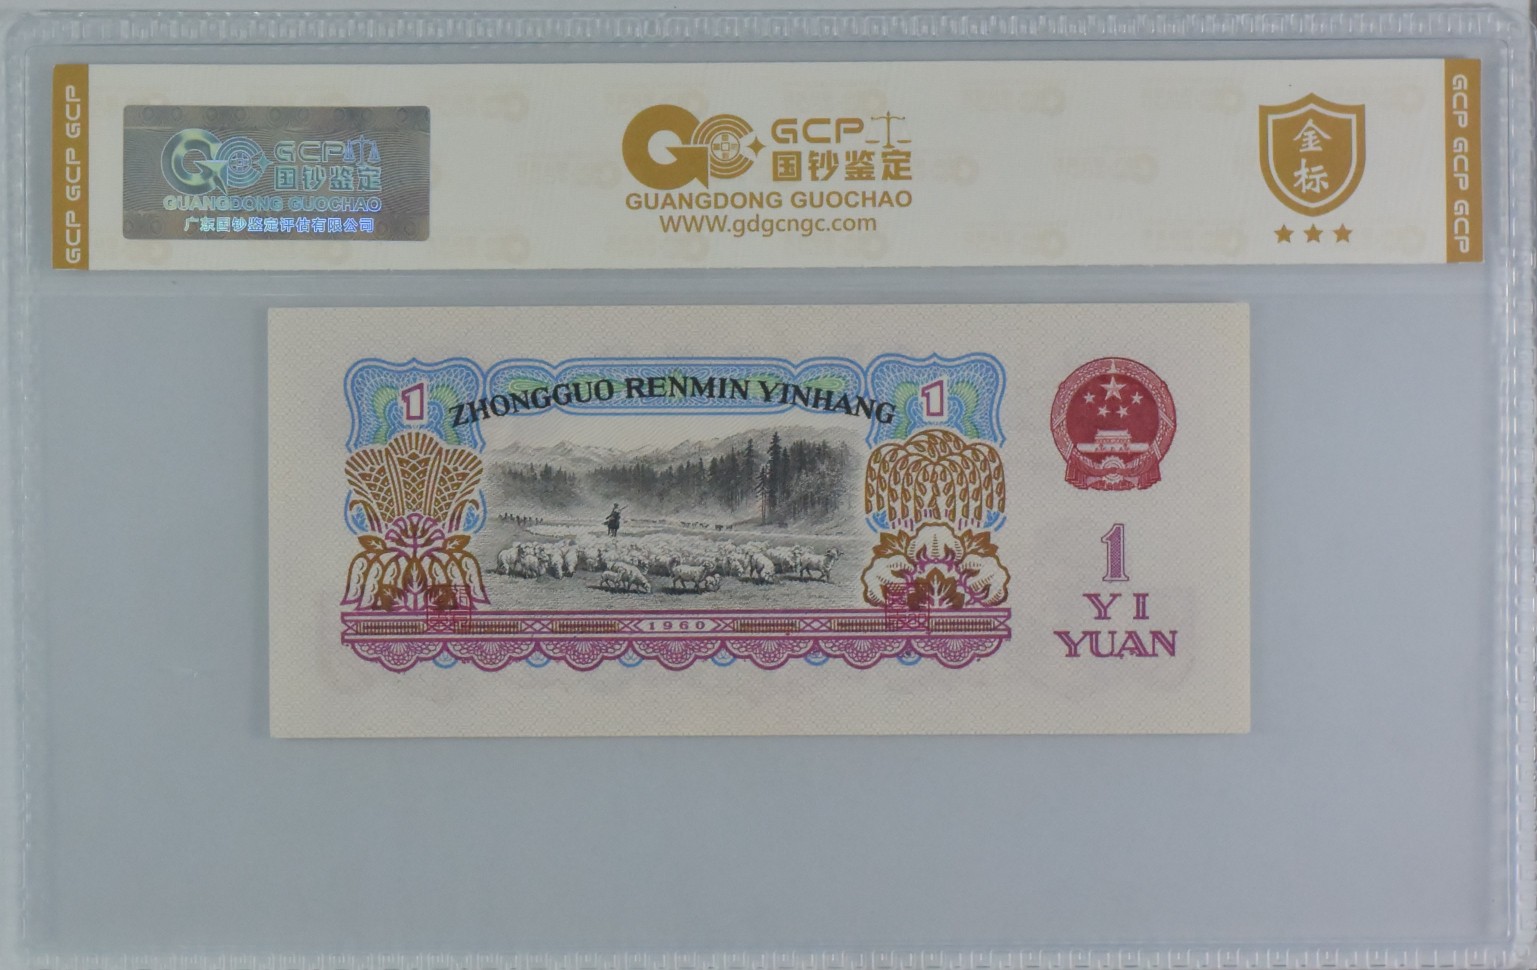 GCP GCP GCP
GCP
国钞鉴定
GUANGDONG GUOCHAO
广东国钞鉴定评估有限公司
GCP
国钞鉴定
GUANGDONG GUOCHAO
WWW.gdgcngc.com
金
标
GCP GCP GCP
1
ZHONGGUO RENMIN YINHANG
1
1
YI
YUAN
1960